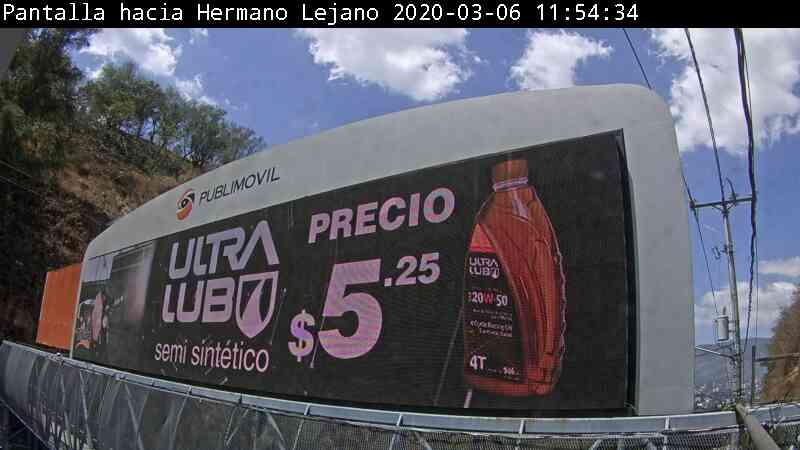 Pantalla hacia Hermano Lejano 2020-03-06 11:54:34
PUBLIMOVIL
ULTRA
LUB
semi sintético
PRECIO
$5.25
ULTRA
LUB
20W-50
4T